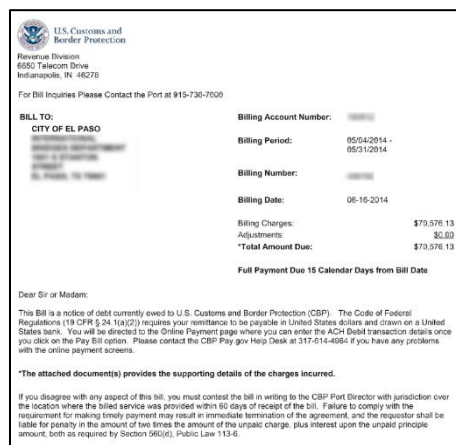 U.S. Customs and
Border Protection
Revenue Division
6650 Telecom Drive
Indianapolis, IN 46278
For Bill Inquiries Please Contact the Port at 915-730-7600
BILL TO:
CITY OF EL PASO
Billing Account Number:
Billing Period: 05/04/2014 -
05/31/2014
Billing Number:
Billing Date: 06-16-2014
Billing Charges: $70,576.13
Adjustments: $0.00
*Total Amount Due: $70,576.13
Full Payment Due 15 Calendar Days from Bill Date
Dear Sir or Madam:
This Bill is a notice of debt currently owed to U.S. Customs and Border Protection (CBP). The Code of Federal
Regulations (19 CFR § 24.1(a)(2)) requires your remittance to be payable in United States dollars and drawn on a United
States bank. You will be directed to the Online Payment page where you can enter the ACH Debit transaction details once
you click on the Pay Bill option. Please contact the CBP Pay.gov Help Desk at 317-614-4964 if you have any problems
with the online payment screens.
*The attached document(s) provides the supporting details of the charges incurred.
If you disagree with any aspect of this bill, you must contest the bill in writing to the CBP Port Director with jurisdiction over
the location where the billed service was provided within 60 days of receipt of the bill. Failure to comply with the
requirement for making timely payment may result in immediate termination of the agreement, and the requestor shall be
liable for penalty in the amount of two times the amount of the unpaid charge, plus interest upon the unpaid principle
amount, both as required by Section 560(d), Public Law 113-6.